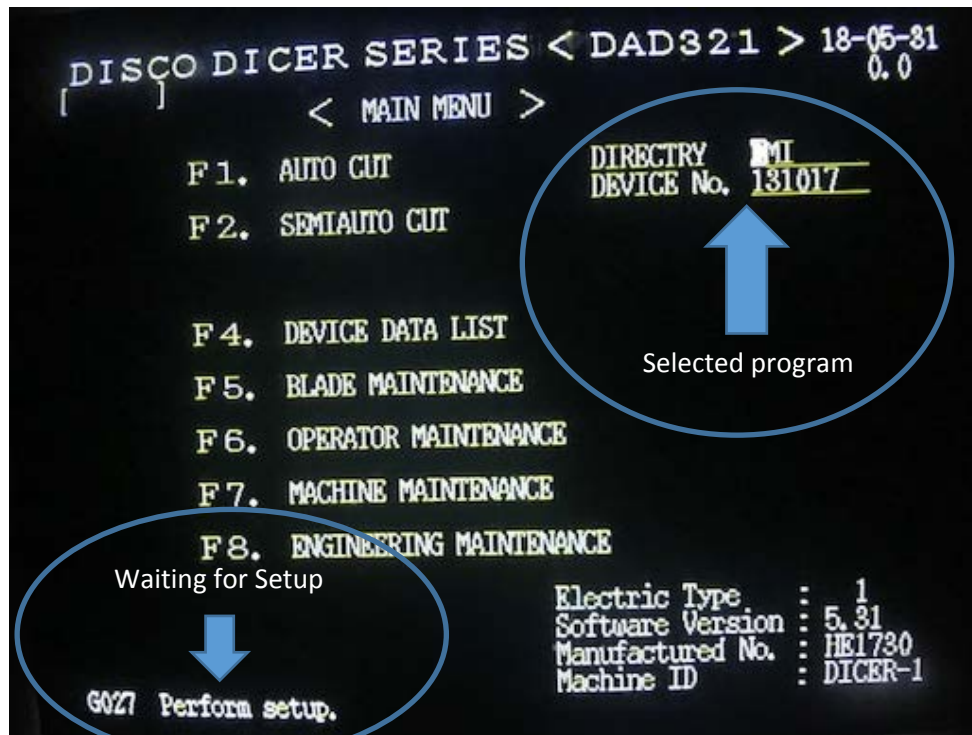 DISCO DICER SERIES < DAD321 > 18-05-31
[ ] 0.0
< MAIN MENU >
F1. AUTO CUT
DIRECTRY EMI
DEVICE No. 131017
F2. SEMIAUTO CUT
Selected program
F4. DEVICE DATA LIST
F5. BLADE MAINTENANCE
F6. OPERATOR MAINTENANCE
F7. MACHINE MAINTENANCE
F8. ENGINEERING MAINTENANCE
Waiting for Setup
Electric Type : 1
Software Version : 5.31
Manufactured No. : HE1730
Machine ID : DICER-1
G027 Perform setup.